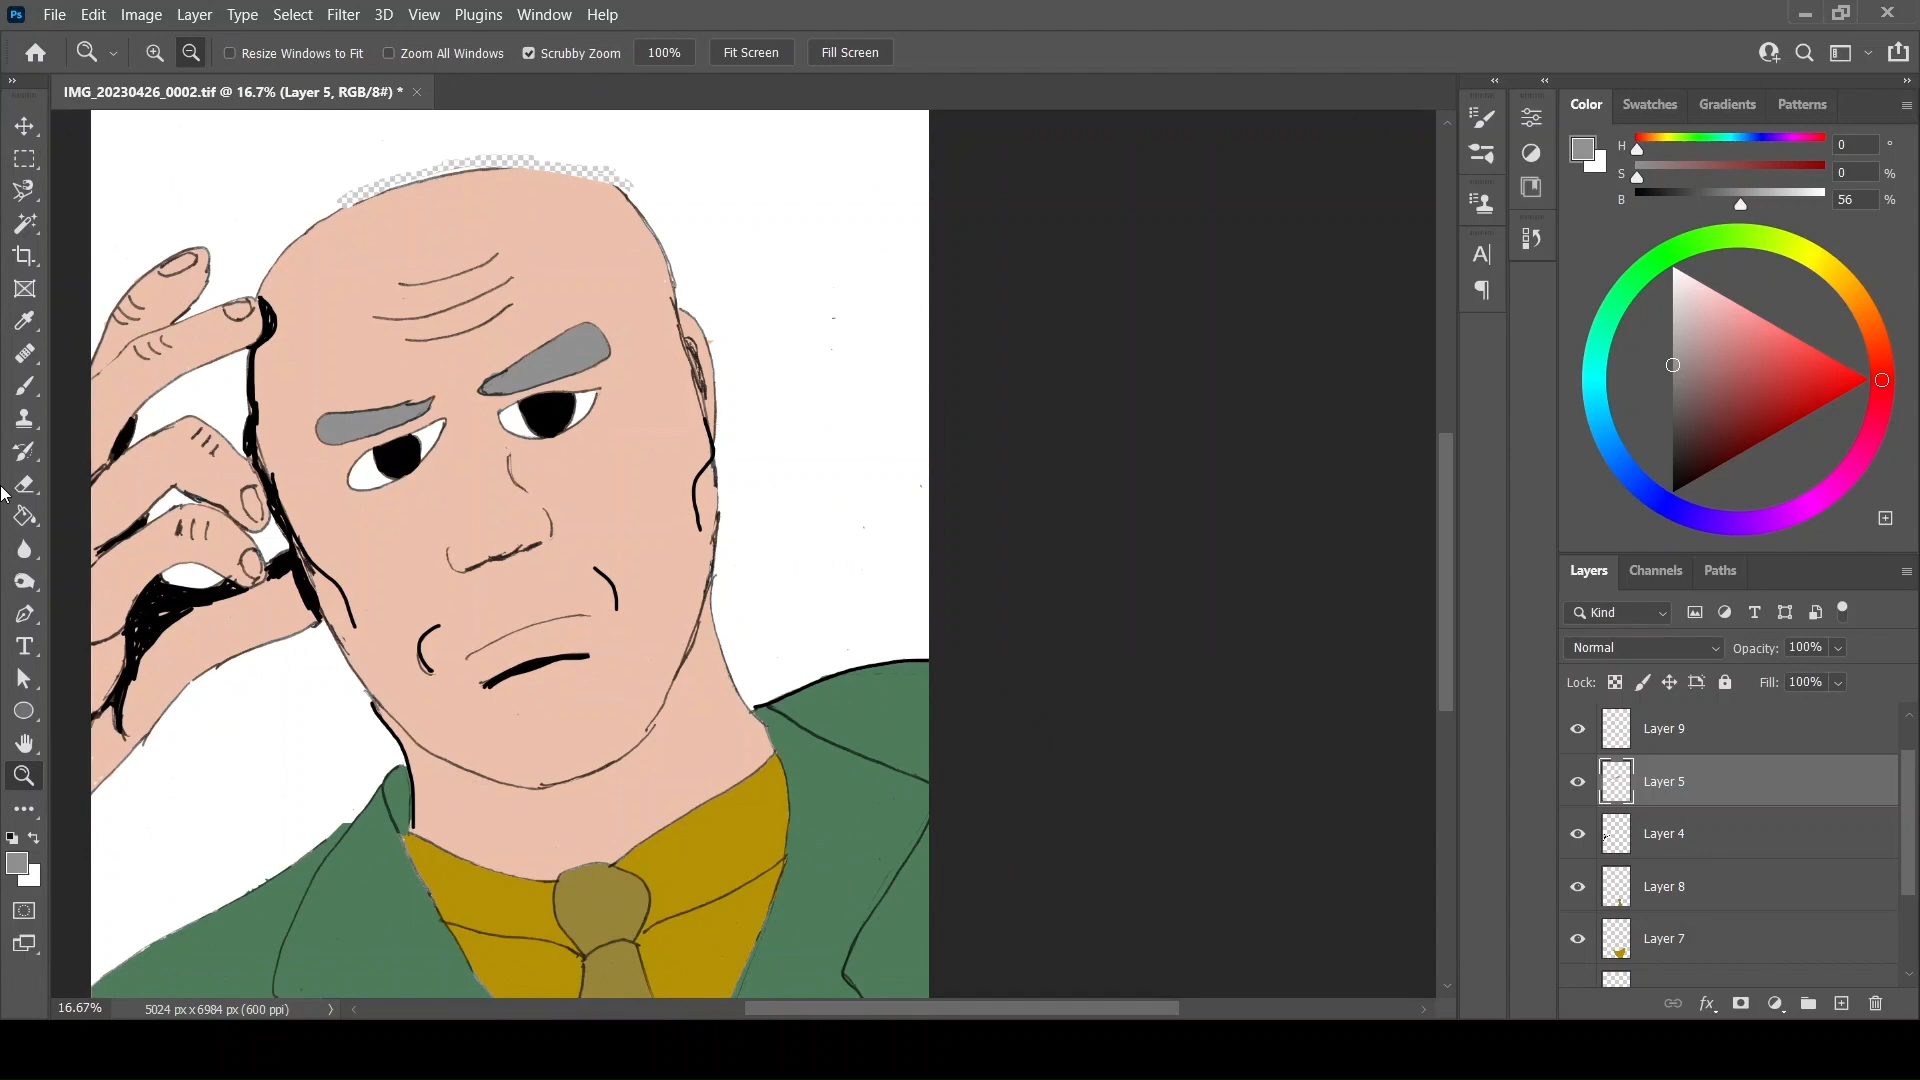 Ps File Edit Image Layer Type Select Filter 3D View Plugins Window Help
Resize Windows to Fit Zoom All Windows Scrubby Zoom 100% Fit Screen Fill Screen
IMG_20230426_0002.tif @ 16.7% (Layer 5, RGB/8#) *
Color Swatches Gradients Patterns
H 0 °
S 0 %
B 56 %
Layers Channels Paths
Kind
Normal Opacity: 100%
Lock: Fill: 100%
Layer 9
Layer 5
Layer 4
Layer 8
Layer 7
fx
16.67% 5024 px x 6984 px (600 ppi)